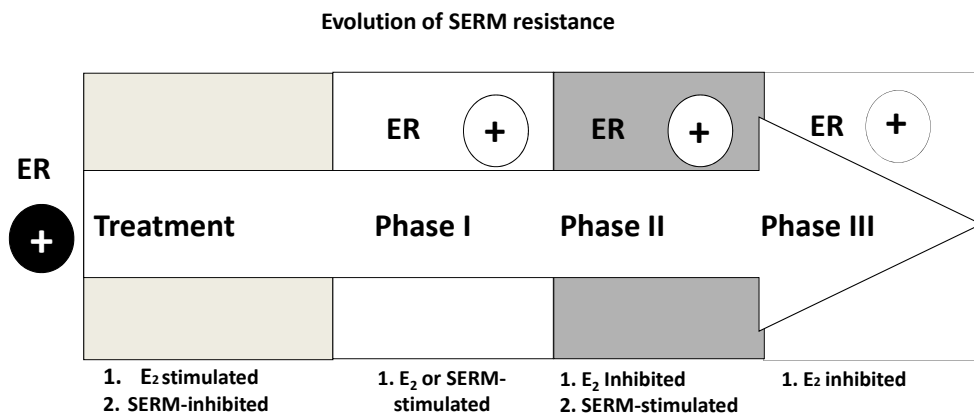 Evolution of SERM resistance
ER
+
ER +
ER +
ER +
Treatment
Phase I
Phase II
Phase III
1. E₂ stimulated
2. SERM-inhibited
1. E₂ or SERM-
stimulated
1. E₂ Inhibited
2. SERM-stimulated
1. E₂ inhibited